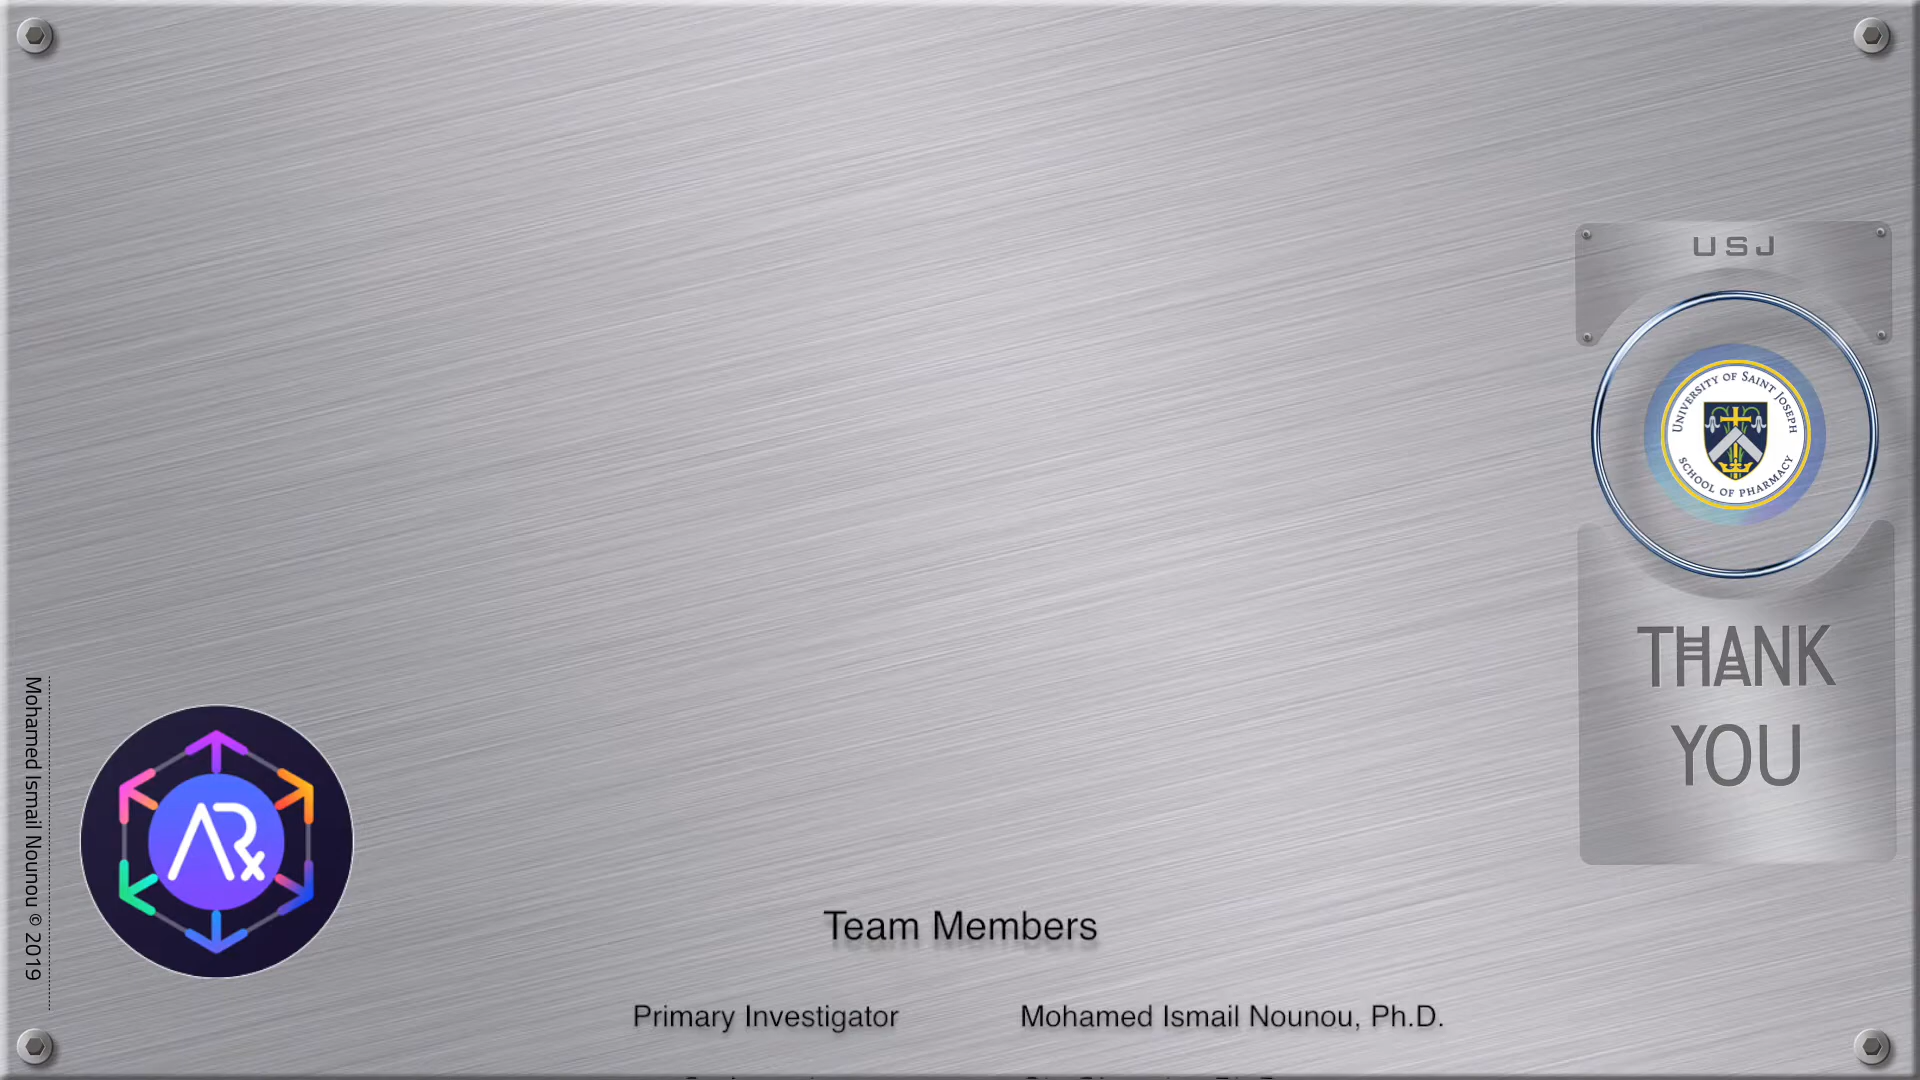 USJ
UNIVERSITY OF SAINT JOSEPH
SCHOOL OF PHARMACY
THANK
YOU
Mohamed Ismail Nounou © 2019
ARx
Team Members
Primary Investigator Mohamed Ismail Nounou, Ph.D.